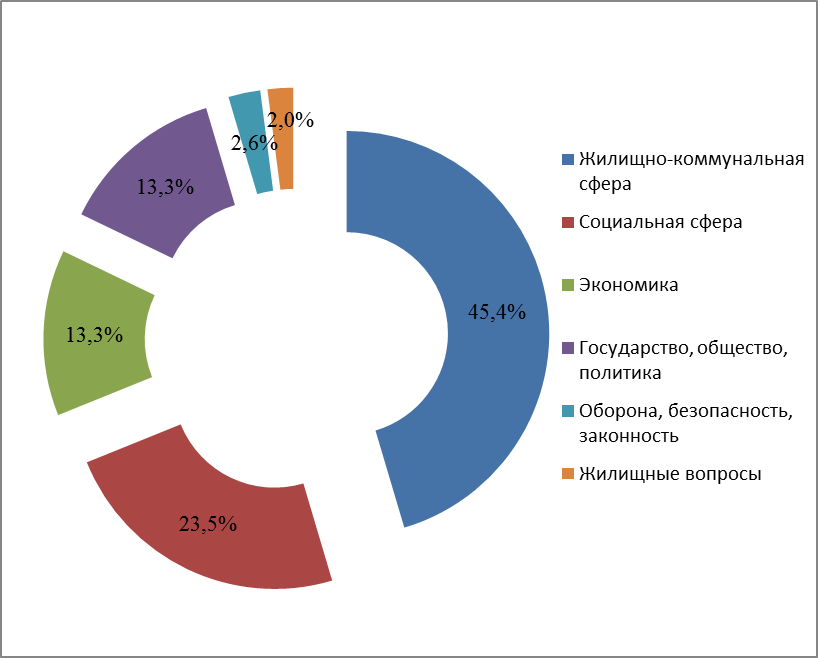 2,0%
2,6%
13,3%
13,3%
45,4%
23,5%
Жилищно-коммунальная
сфера
Социальная сфера
Экономика
Государство, общество,
политика
Оборона, безопасность,
законность
Жилищные вопросы